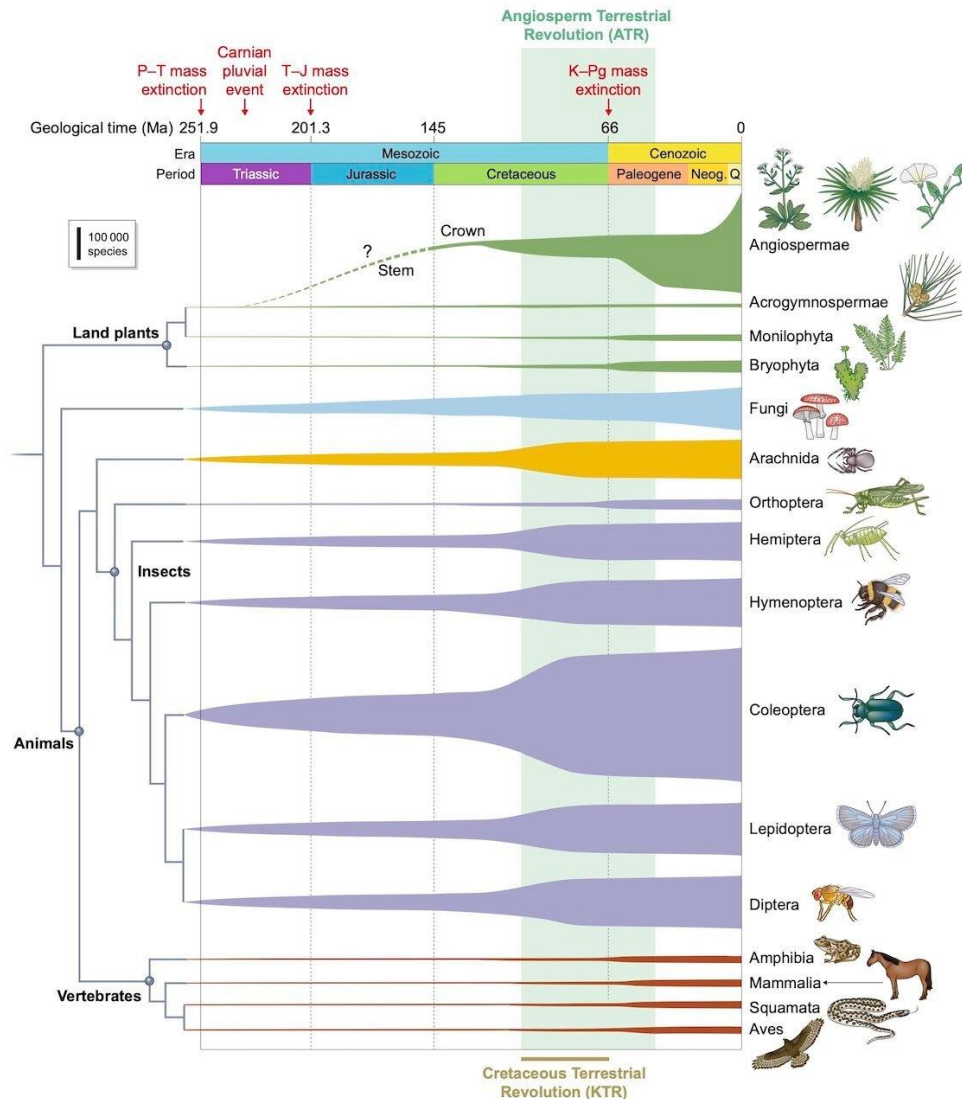 Angiosperm Terrestrial
Revolution (ATR)
P–T mass
extinction
Carnian
pluvial
event
T–J mass
extinction
K–Pg mass
extinction
Geological time (Ma) 251.9 201.3 145 66 0
Era Mesozoic Cenozoic
Period Triassic Jurassic Cretaceous Paleogene Neog. Q
100 000
species
Crown
?
Stem
Angiospermae
Acrogymnospermae
Land plants
Monilophyta
Bryophyta
Fungi
Arachnida
Orthoptera
Hemiptera
Insects
Hymenoptera
Coleoptera
Animals
Lepidoptera
Diptera
Amphibia
Mammalia
Vertebrates
Squamata
Aves
Cretaceous Terrestrial
Revolution (KTR)